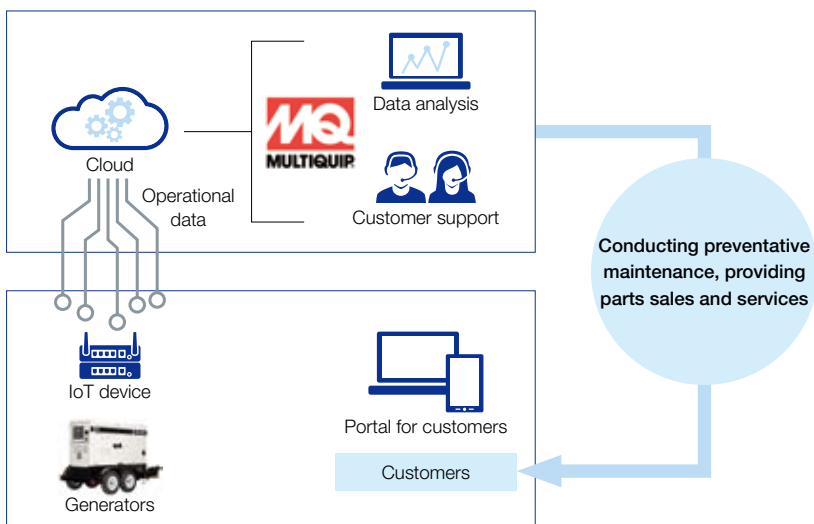 Data analysis
MQ
MULTIQUIP
Cloud
Operational
data
Customer support
Conducting preventative
maintenance, providing
parts sales and services
IoT device
Portal for customers
Customers
Generators